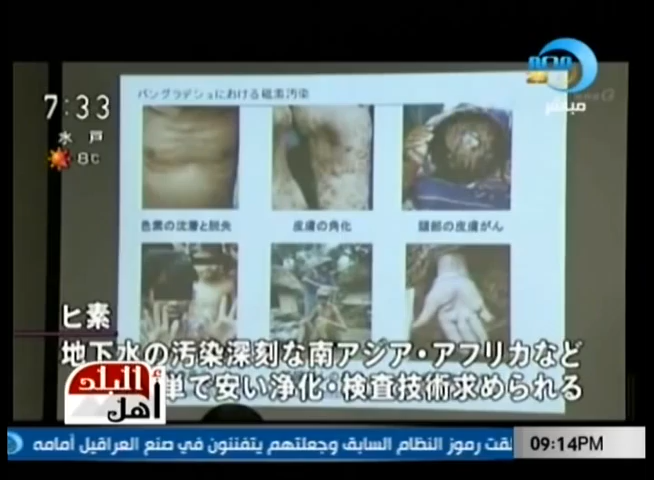 مصر
مباشر
7:33
水戸
8℃
バングラデシュにおける砒素汚染
色素の沈着と脱失
皮膚の角化
頭部の皮膚がん
ヒ素
地下水の汚染深刻な南アジア・アフリカなど
単で安い浄化・検査技術求められる
أهل البلد
لقت رموز النظام السابق وجعلتهم يتفننون في صنع العراقيل أمامه
09:14PM